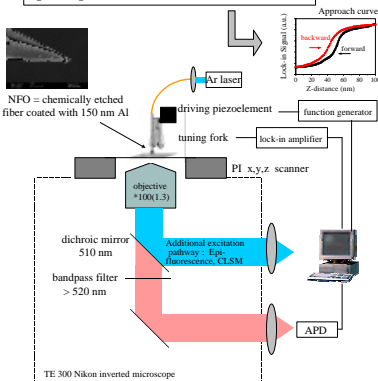 Approach curve
Lock-in Signal (a.u.)
backward
forward
0 20 40 60 80 100
Z-distance (nm)
Ar laser
NFO = chemically etched
fiber coated with 150 nm Al
driving piezoelement
function generator
tuning fork
lock-in amplifier
PI x,y,z scanner
objective
*100(1.3)
dichroic mirror
510 nm
Additional excitation
pathway : Epi-
fluorescence, CLSM
bandpass filter
> 520 nm
APD
TE 300 Nikon inverted microscope